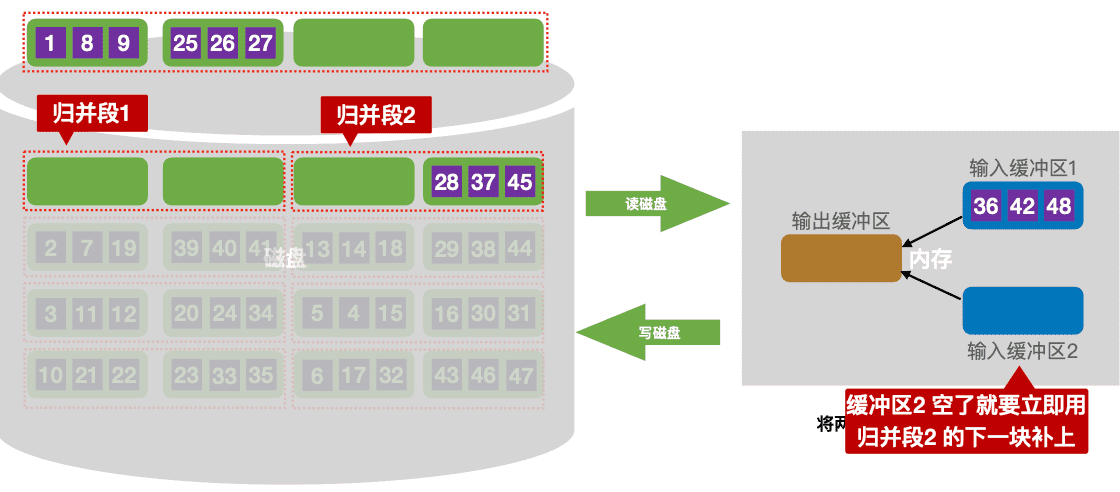 1 8 9 25 26 27
归并段1 归并段2
28 37 45
2 7 19 39 40 41 13 14 18 29 38 44
磁盘
3 11 12 20 24 34 5 4 15 16 30 31
10 21 22 23 33 35 6 17 32 43 46 47
读磁盘
写磁盘
输入缓冲区1
36 42 48
输出缓冲区
内存
输入缓冲区2
将两
缓冲区2 空了就要立即用
归并段2 的下一块补上